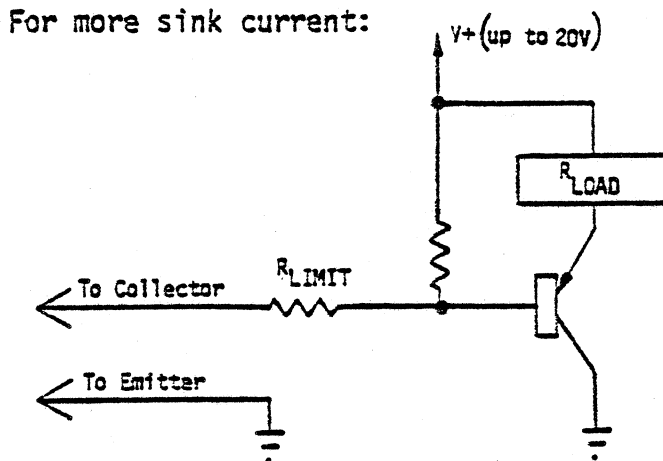 For more sink current:
V+(up to 20V)
RLOAD
RLIMIT
To Collector
To Emitter